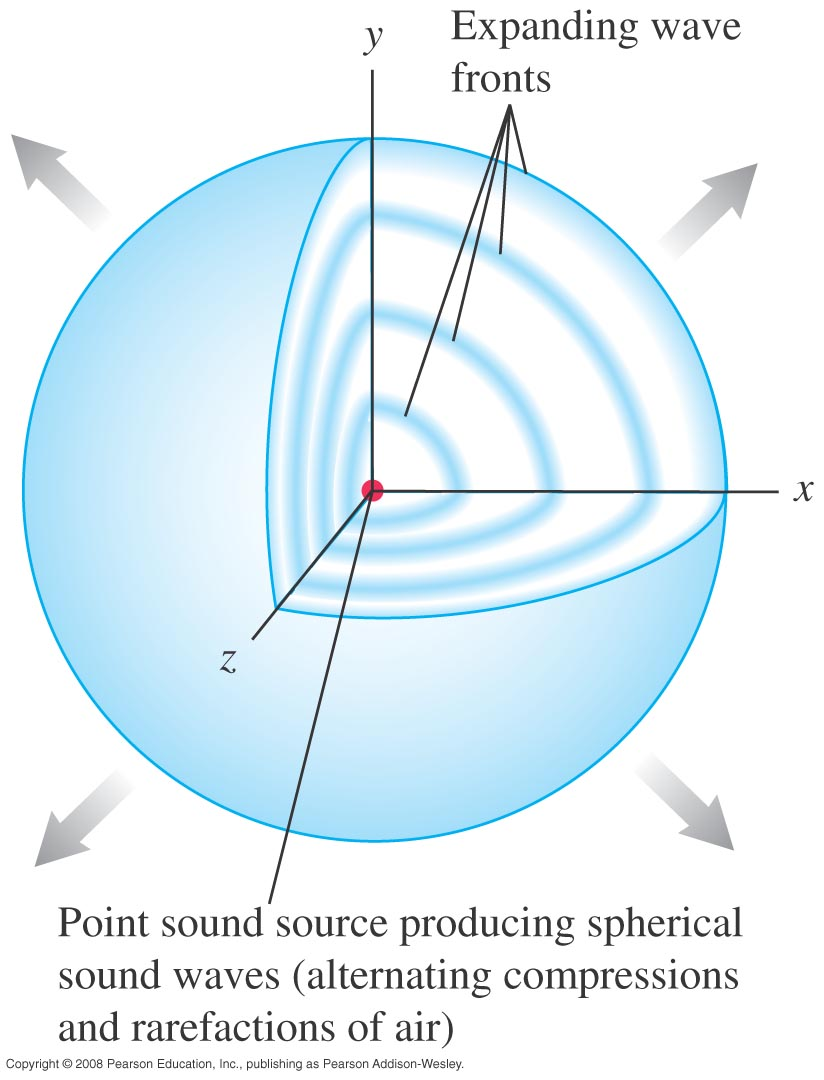 Expanding wave
fronts
y
x
z
Point sound source producing spherical
sound waves (alternating compressions
and rarefactions of air)
Copyright © 2008 Pearson Education, Inc., publishing as Pearson Addison-Wesley.